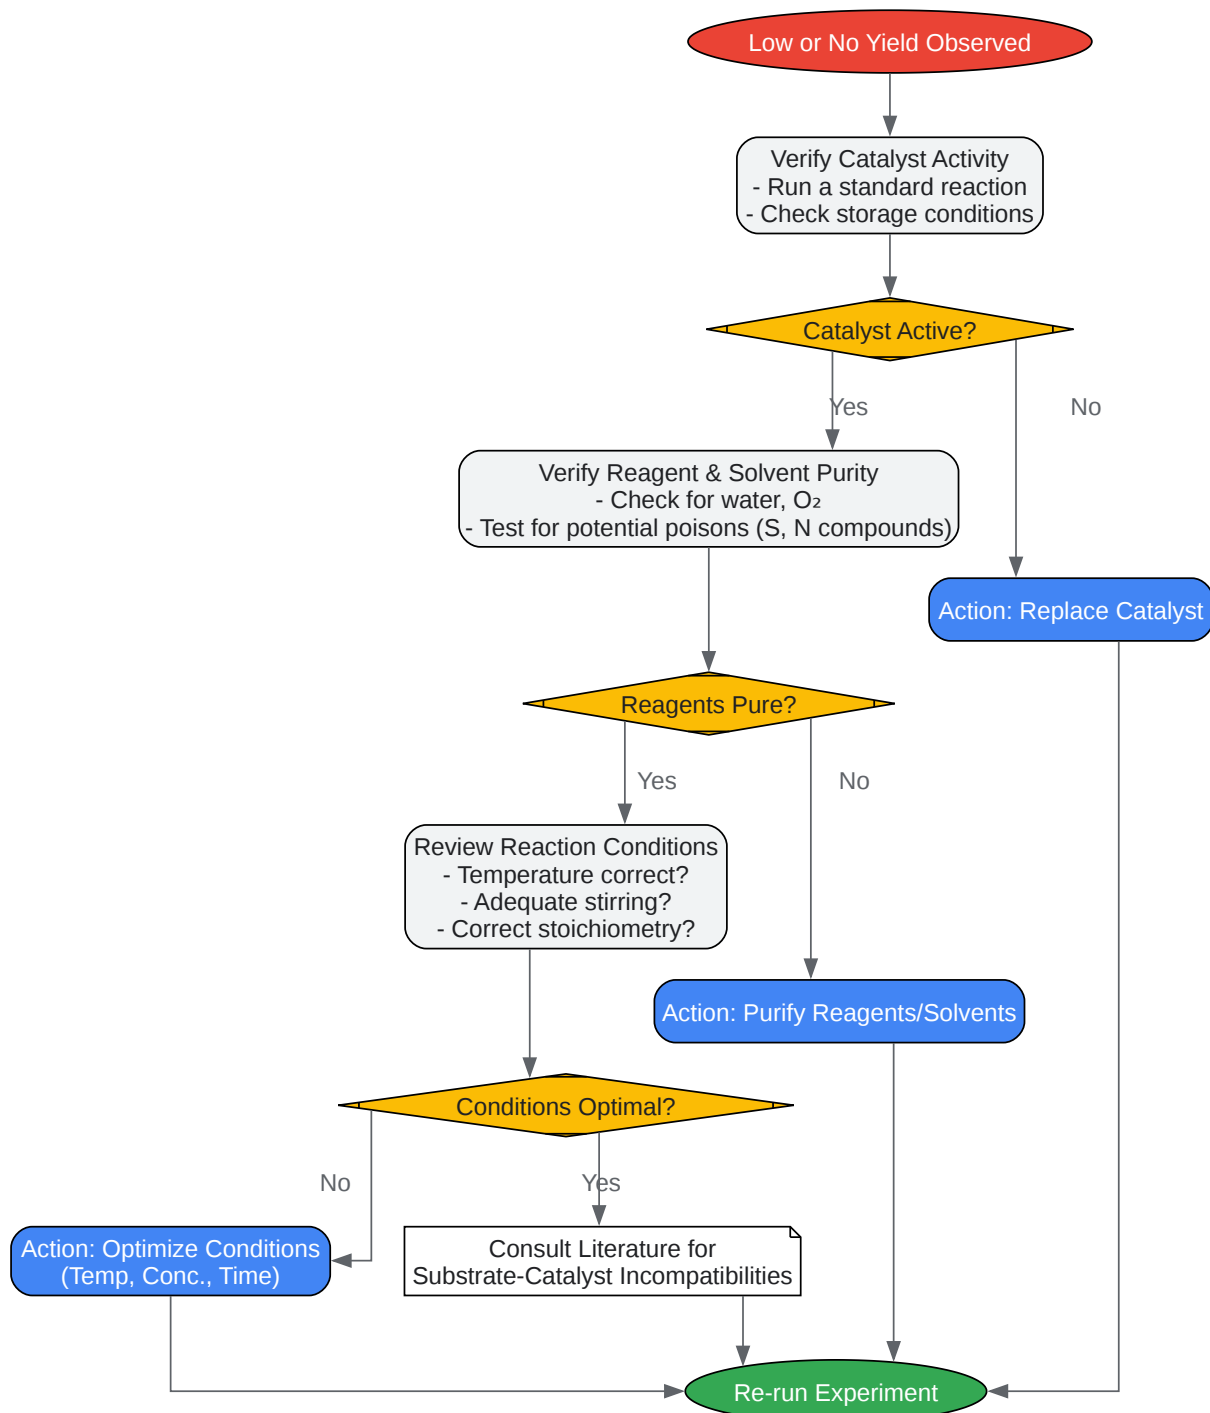 Low or No Yield Observed
Verify Catalyst Activity
- Run a standard reaction
- Check storage conditions
Catalyst Active?
Yes
No
Verify Reagent & Solvent Purity
- Check for water, O₂
- Test for potential poisons (S, N compounds)
Action: Replace Catalyst
Reagents Pure?
Yes
No
Review Reaction Conditions
- Temperature correct?
- Adequate stirring?
- Correct stoichiometry?
Action: Purify Reagents/Solvents
Conditions Optimal?
No
Yes
Action: Optimize Conditions
(Temp, Conc., Time)
Consult Literature for
Substrate-Catalyst Incompatibilities
Re-run Experiment